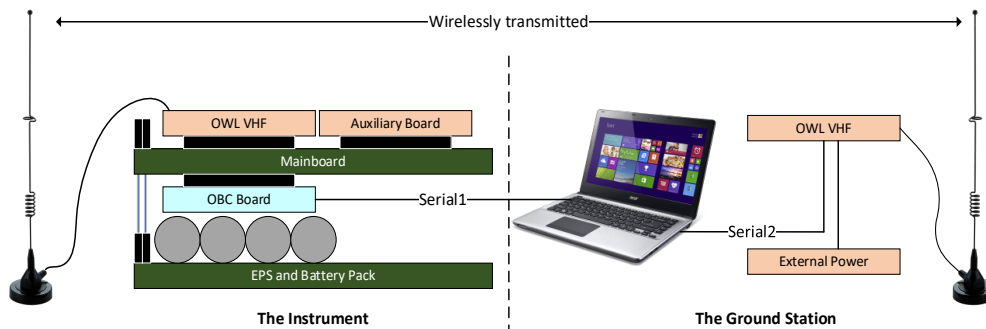 Wirelessly transmitted
OWL VHF
Auxiliary Board
Mainboard
OBC Board
EPS and Battery Pack
Serial1
Serial2
OWL VHF
External Power
The Instrument
The Ground Station